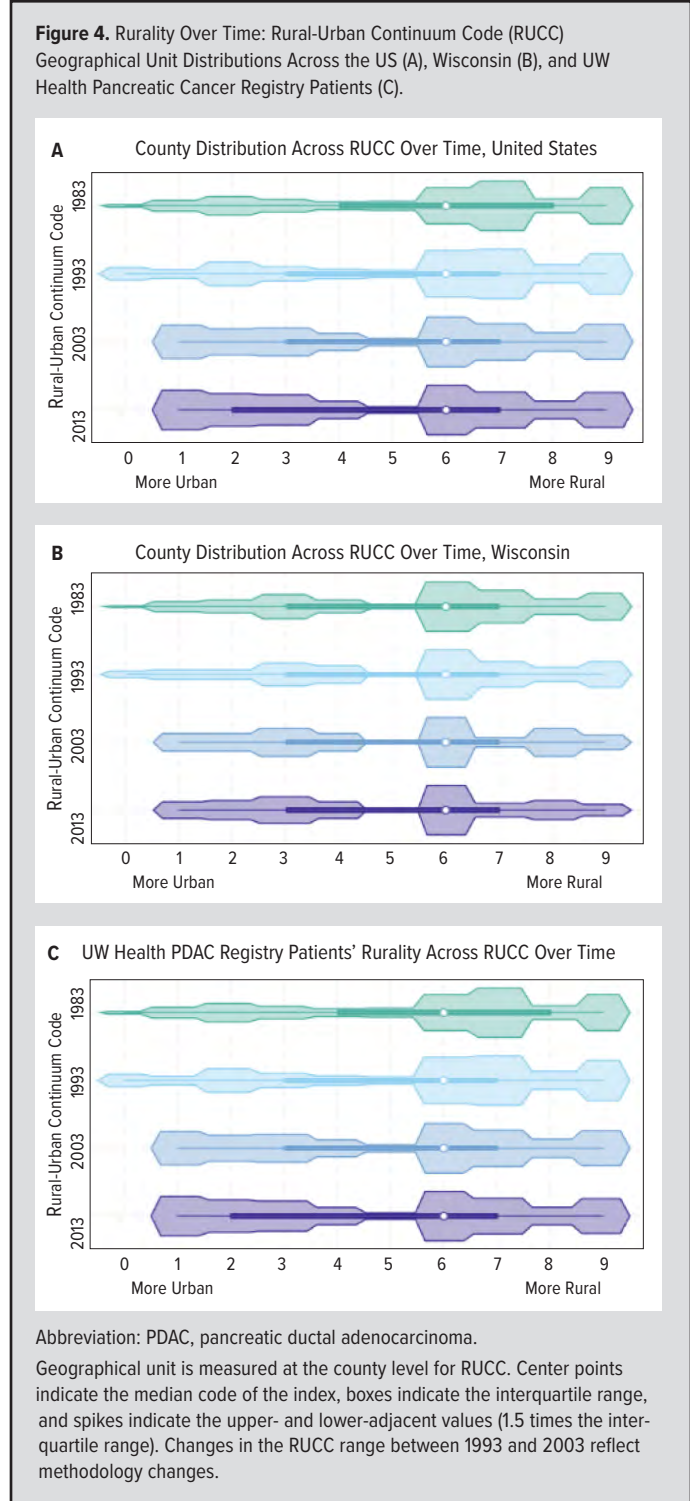 Figure 4. Rurality Over Time: Rural-Urban Continuum Code (RUCC)
Geographical Unit Distributions Across the US (A), Wisconsin (B), and UW
Health Pancreatic Cancer Registry Patients (C).
A County Distribution Across RUCC Over Time, United States
Rural-Urban Continuum Code
1983
1993
2003
2013
0 1 2 3 4 5 6 7 8 9
More Urban More Rural
B County Distribution Across RUCC Over Time, Wisconsin
Rural-Urban Continuum Code
1983
1993
2003
2013
0 1 2 3 4 5 6 7 8 9
More Urban More Rural
C UW Health PDAC Registry Patients' Rurality Across RUCC Over Time
Rural-Urban Continuum Code
1983
1993
2003
2013
0 1 2 3 4 5 6 7 8 9
More Urban More Rural
Abbreviation: PDAC, pancreatic ductal adenocarcinoma.
Geographical unit is measured at the county level for RUCC. Center points
indicate the median code of the index, boxes indicate the interquartile range,
and spikes indicate the upper- and lower-adjacent values (1.5 times the inter-
quartile range). Changes in the RUCC range between 1993 and 2003 reflect
methodology changes.